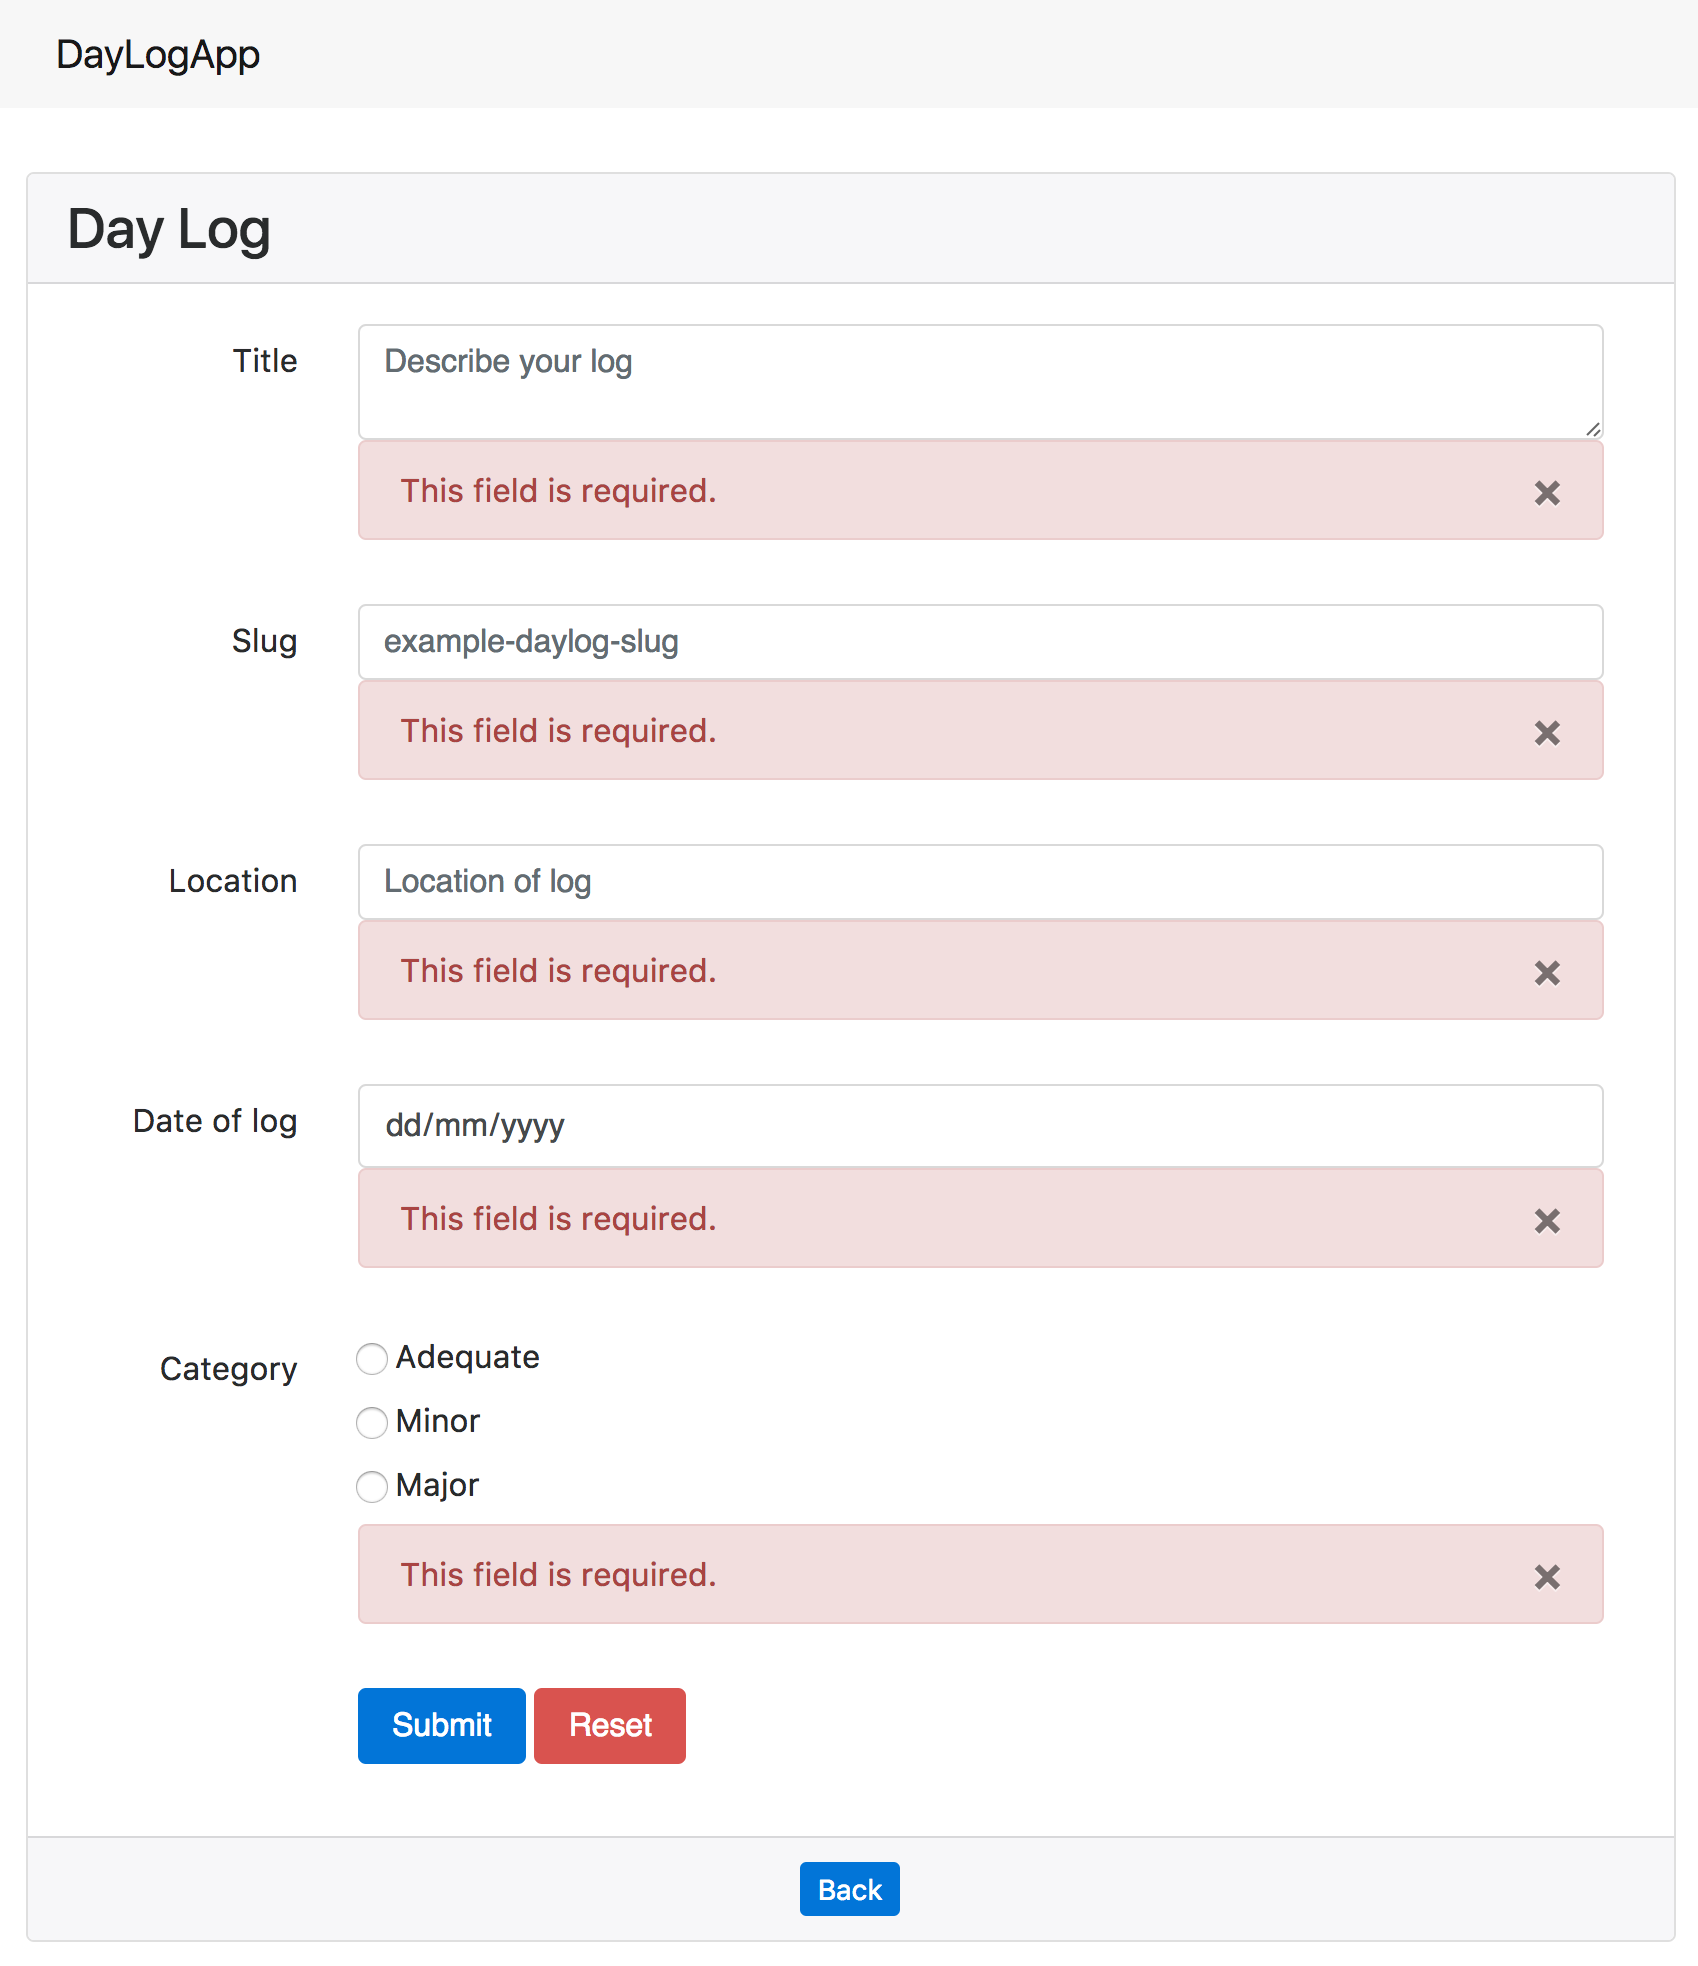 DayLogApp
Day Log
Title
Describe your log
This field is required.
Slug
example-daylog-slug
This field is required.
Location
Location of log
This field is required.
Date of log
dd/mm/yyyy
This field is required.
Category
Adequate
Minor
Major
This field is required.
Submit Reset
Back